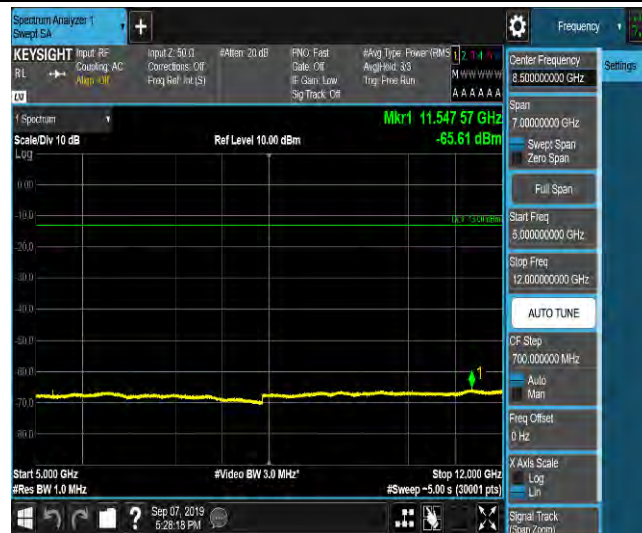 Spectrum Analyzer 1
Swept SA
Frequency
KEYSIGHT
RL
Input: RF
Coupling: AC
Align: Off
Input Z: 50 Ω
Corrections: Off
Freq Ref: Int (S)
#Atten: 20 dB
PNO: Fast
Gate: Off
IF Gain: Low
Sig Track: Off
#Avg Type: Power (RMS
Avg|Hold: 3/3
Trig: Free Run
M W W W W W
A A A A A A
1 Spectrum
Scale/Div 10 dB
Log
Ref Level 10.00 dBm
Mkr1 11.547 57 GHz
-65.61 dBm
0.00
-10.0
-20.0
-30.0
-40.0
-50.0
-60.0
-70.0
-80.0
1
Start 5.000 GHz
#Res BW 1.0 MHz
#Video BW 3.0 MHz*
Stop 12.000 GHz
#Sweep ~5.00 s (30001 pts)
Center Frequency
8.500000000 GHz
Settings
Span
7.00000000 GHz
Swept Span
Zero Span
Full Span
Start Freq
5.000000000 GHz
Stop Freq
12.000000000 GHz
AUTO TUNE
CF Step
700.000000 MHz
Auto
Man
Freq Offset
0 Hz
X Axis Scale
Log
Lin
Signal Track
(Span Zoom)
Sep 07, 2019
5:28:18 PM